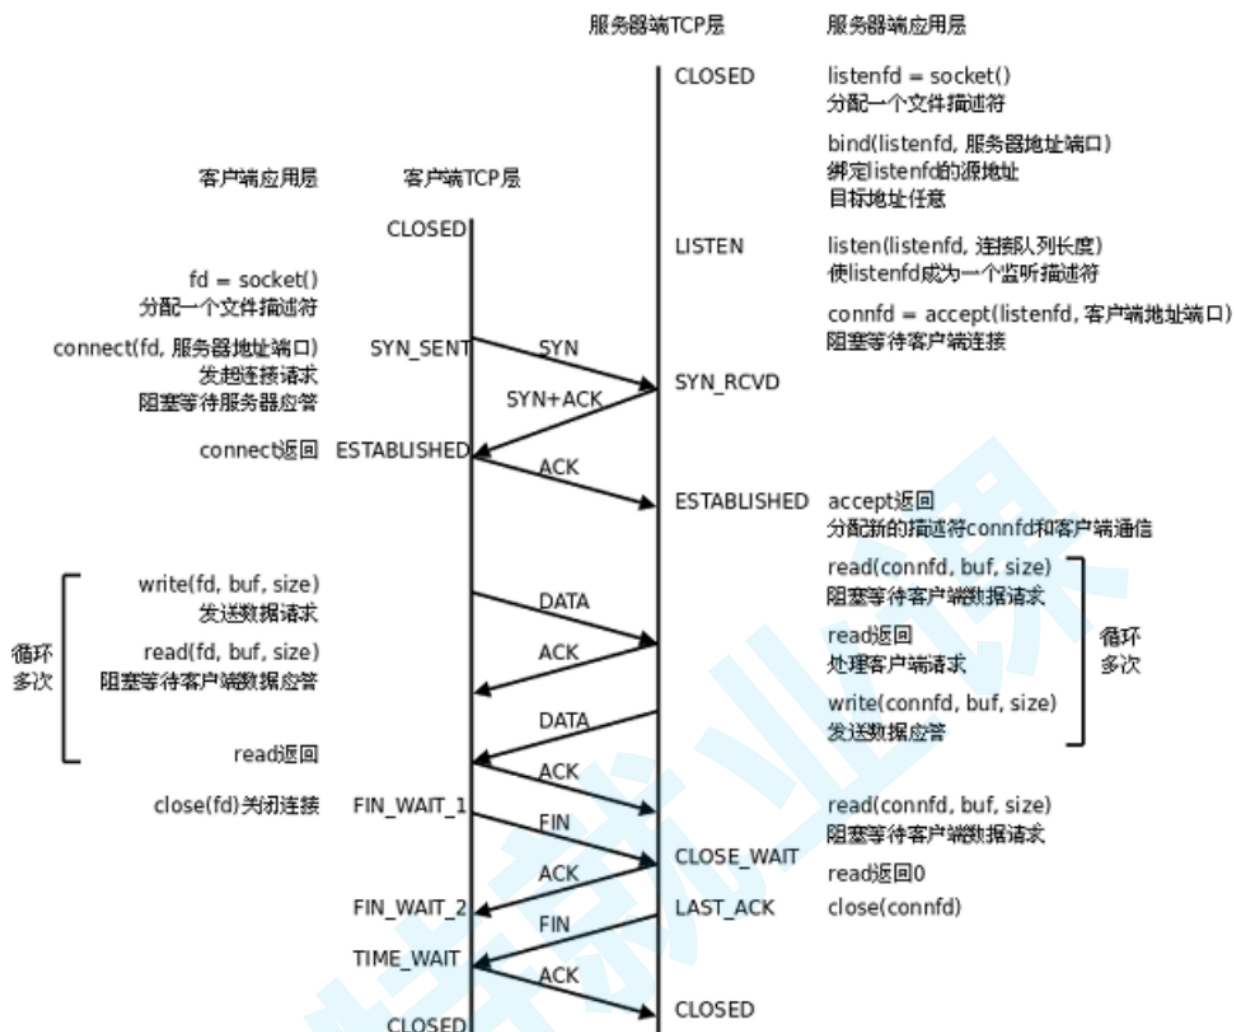 服务器端TCP层
服务器端应用层
CLOSED
listenfd = socket()
分配一个文件描述符
bind(listenfd, 服务器地址端口)
绑定listenfd的源地址
目标地址任意
客户端应用层
客户端TCP层
CLOSED
LISTEN
listen(listenfd, 连接队列长度)
使listenfd成为一个监听描述符
fd = socket()
分配一个文件描述符
connfd = accept(listenfd, 客户端地址端口)
阻塞等待客户端连接
connect(fd, 服务器地址端口)
发起连接请求
阻塞等待服务器应答
SYN_SENT
SYN
SYN_RCVD
SYN+ACK
connect返回
ESTABLISHED
ACK
ESTABLISHED
accept返回
分配新的描述符connfd和客户端通信
read(connfd, buf, size)
阻塞等待客户端数据请求
write(fd, buf, size)
发送数据请求
DATA
read返回
处理客户端请求
循环
多次
read(fd, buf, size)
阻塞等待客户端数据应答
ACK
循环
多次
write(connfd, buf, size)
发送数据应答
DATA
read返回
ACK
close(fd)关闭连接
FIN_WAIT_1
FIN
read(connfd, buf, size)
阻塞等待客户端数据请求
CLOSE_WAIT
read返回0
ACK
FIN_WAIT_2
LAST_ACK
close(connfd)
FIN
TIME_WAIT
ACK
CLOSED
CLOSED
特就业课